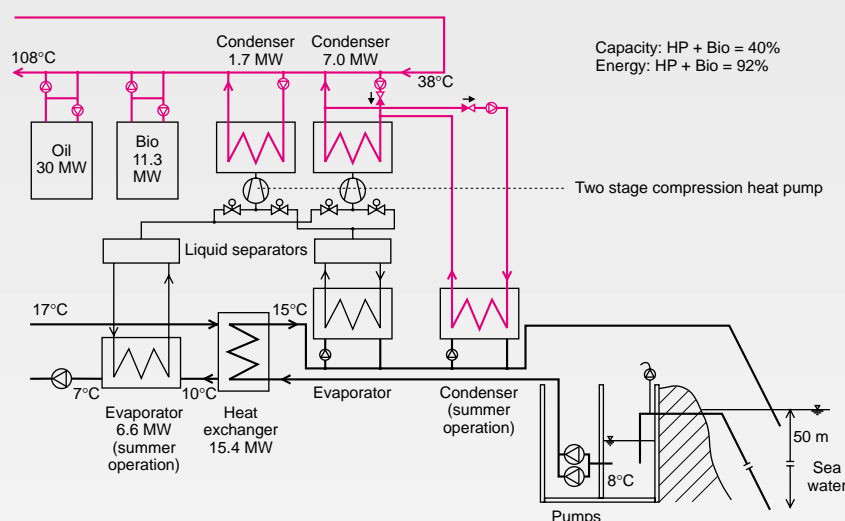 Condenser
1.7 MW
Condenser
7.0 MW
Capacity: HP + Bio = 40%
Energy: HP + Bio = 92%
108°C
38°C
Oil
30 MW
Bio
11.3
MW
Two stage compression heat pump
Liquid separators
17°C
15°C
7°C
10°C
Evaporator
6.6 MW
(summer
operation)
Heat
exchanger
15.4 MW
Evaporator
Condenser
(summer
operation)
8°C
50 m
Sea
water
Pumps